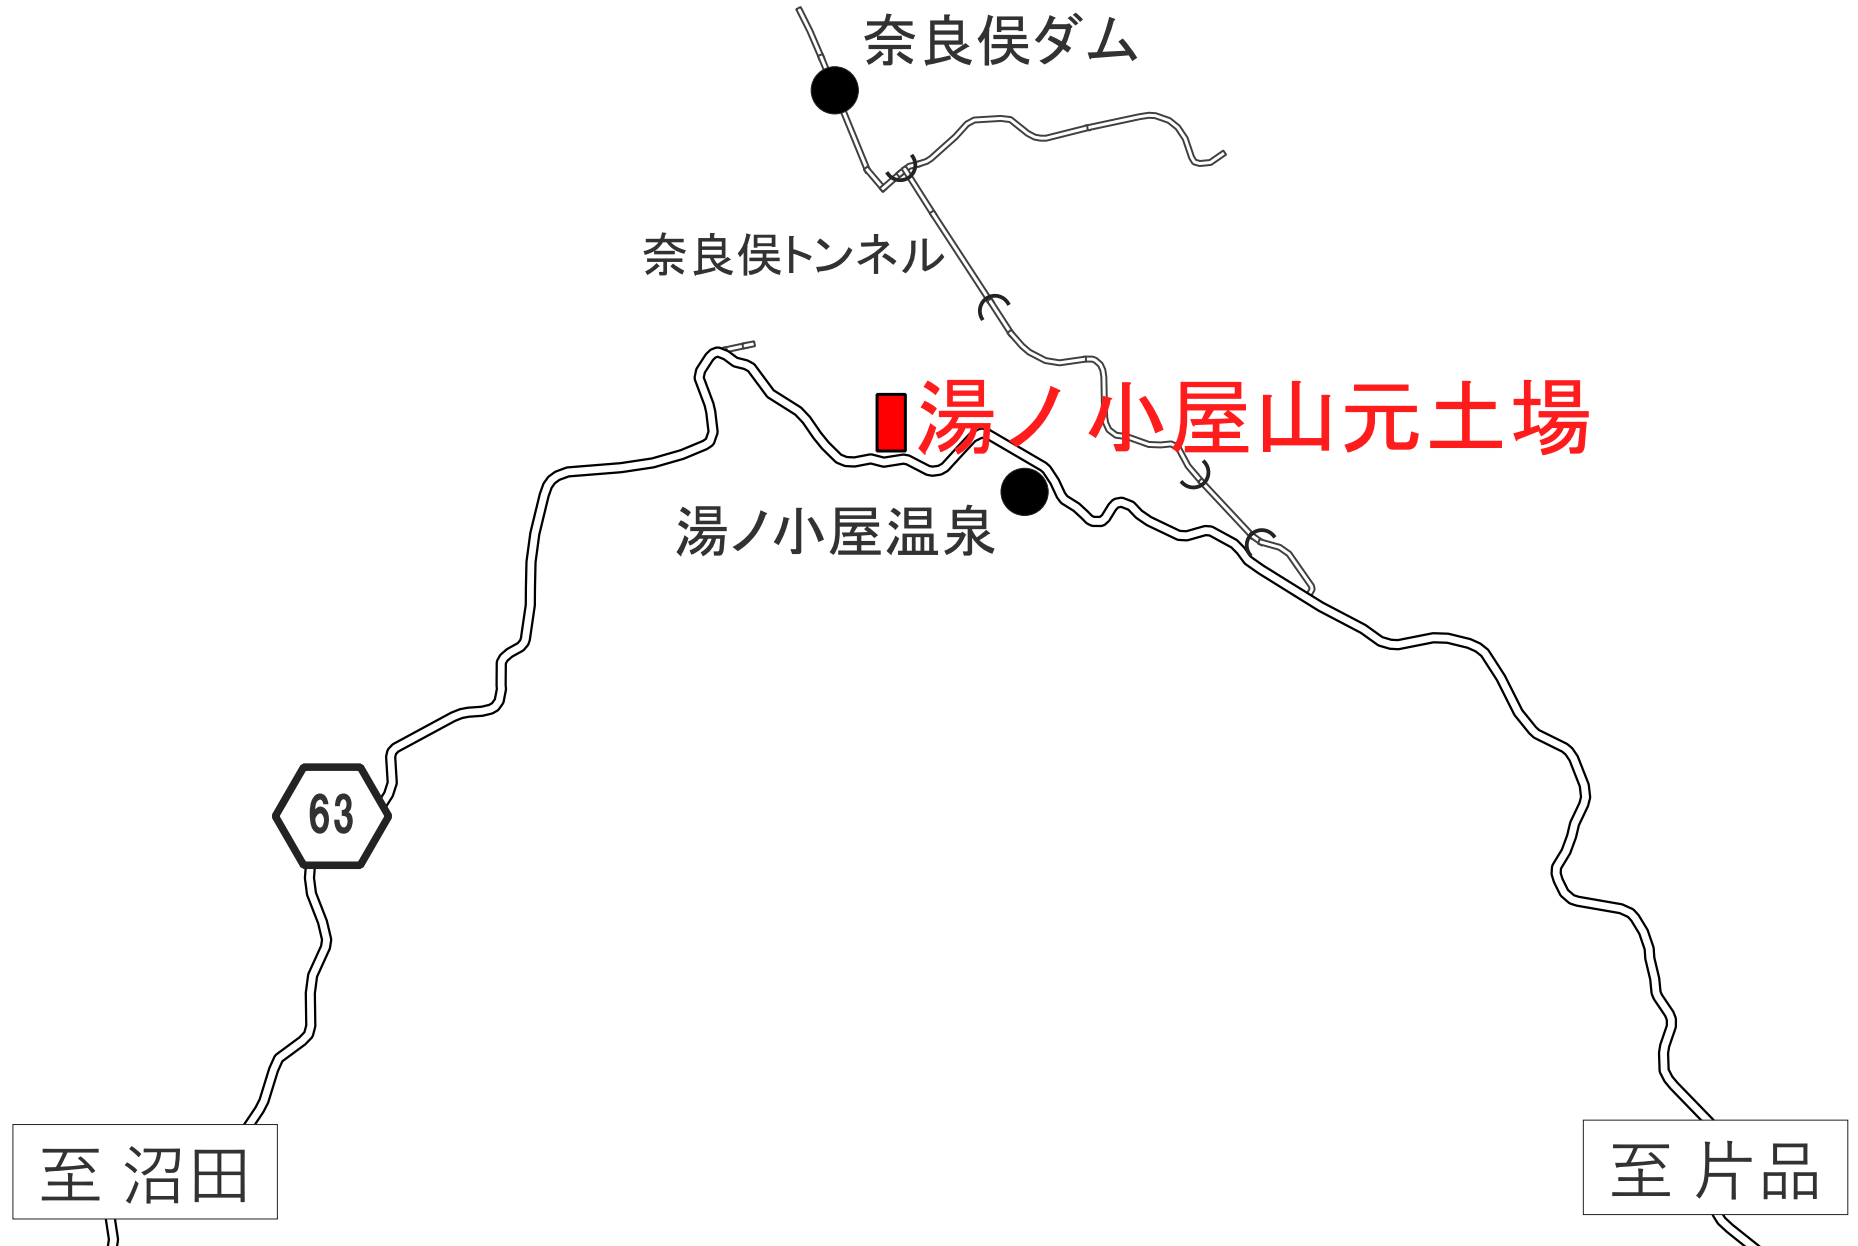 奈良俣ダム
奈良俣トンネル
湯ノ小屋山元土場
湯ノ小屋温泉
63
至 沼田
至 片品